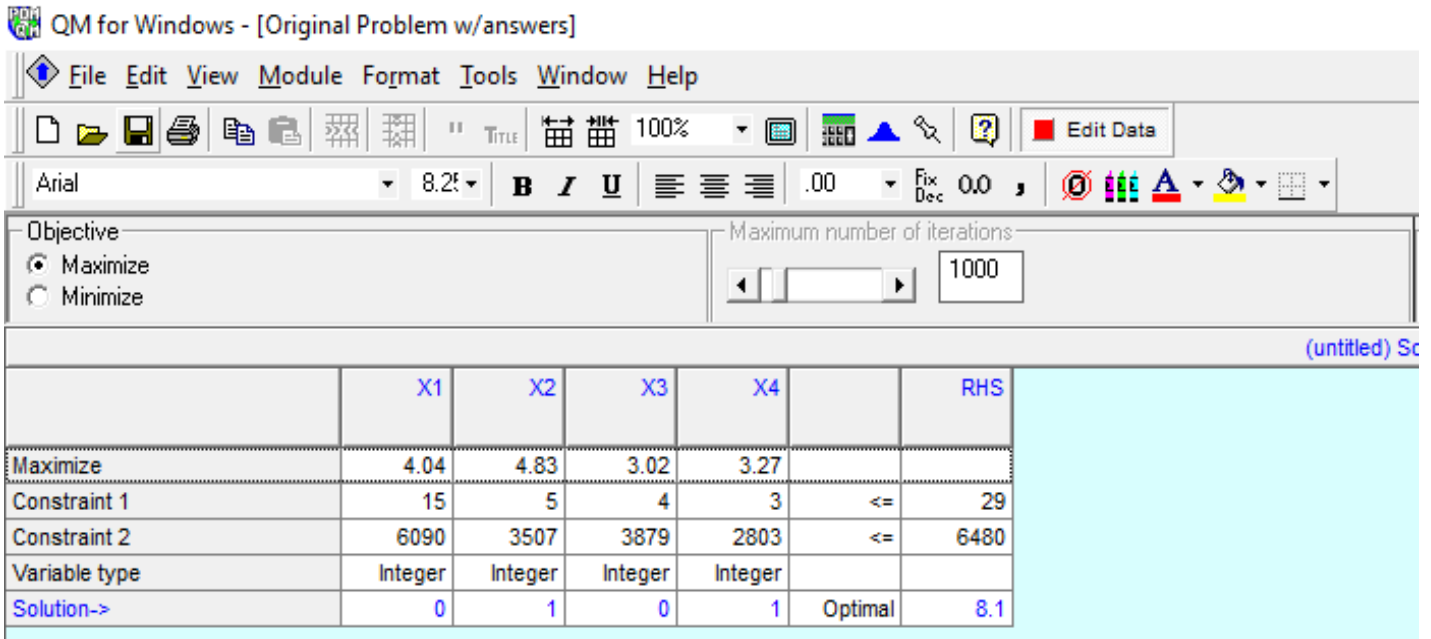 QM for Windows - [Original Problem w/answers]
File Edit View Module Format Tools Window Help
TITLE 100% Edit Data
Arial 8.25 B I U .00 Fix Dec 0.0 ,
Objective
Maximize
Minimize
Maximum number of iterations
1000
(untitled) So
X1 X2 X3 X4 RHS
Maximize 4.04 4.83 3.02 3.27
Constraint 1 15 5 4 3 <= 29
Constraint 2 6090 3507 3879 2803 <= 6480
Variable type Integer Integer Integer Integer
Solution-> 0 1 0 1 Optimal 8.1